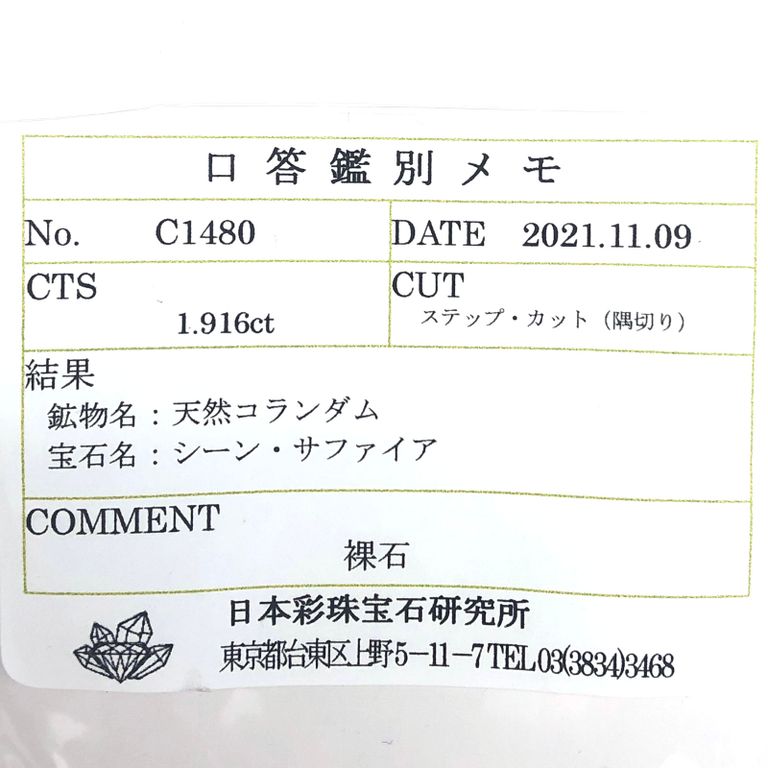 口答鑑別メモ
No. C1480 DATE 2021.11.09
CTS CUT
1.916ct ステップ・カット（隅切り）
結果
鉱物名：天然コランダム
宝石名：シーン・サファイア
COMMENT
裸石
日本彩珠宝石研究所
東京都台東区上野5－11－7 TEL 03(3834)3468